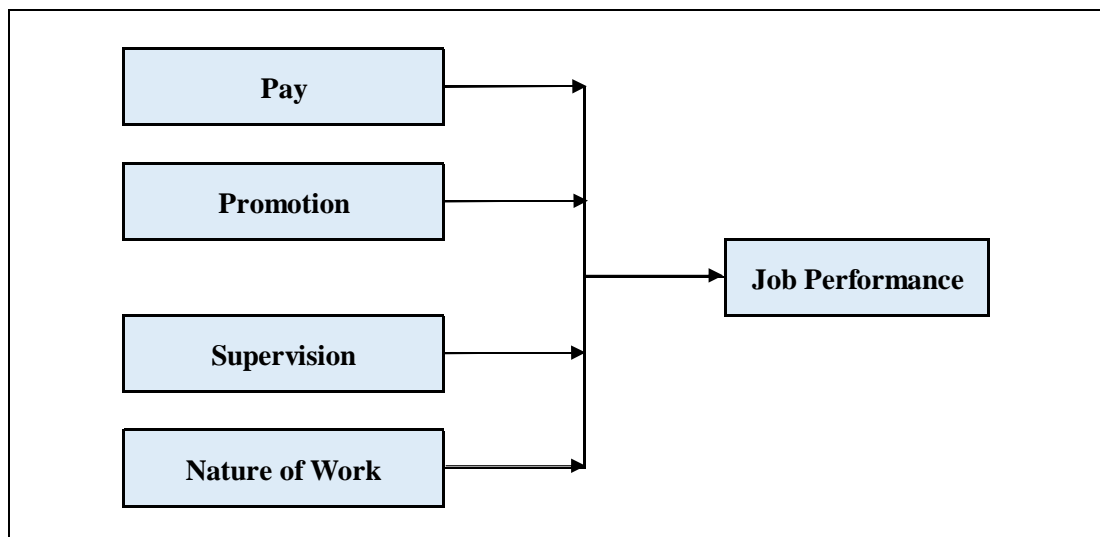 Pay
Promotion
Job Performance
Supervision
Nature of Work